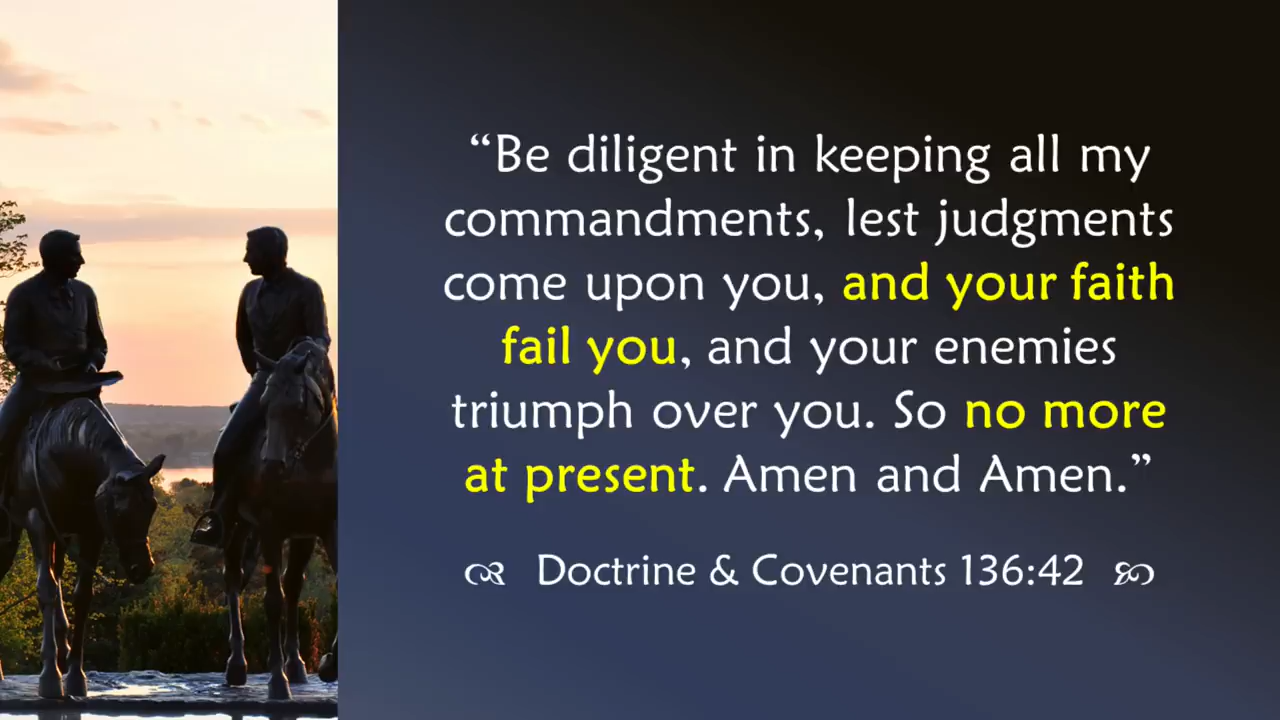 “Be diligent in keeping all my
commandments, lest judgments
come upon you, and your faith
fail you, and your enemies
triumph over you. So no more
at present. Amen and Amen.”
Doctrine & Covenants 136:42